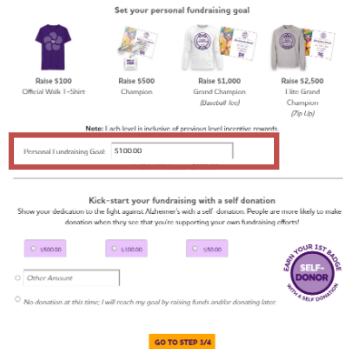 Set your personal fundraising goal
Raise $100
Official Walk T-Shirt
Raise $500
Champion
Raise $1,000
Grand Champion
(Baseball Tee)
Raise $2,500
Elite Grand
Champion
(Zip Up)
Note: Each level is inclusive of previous level incentive rewards.
Personal Fundraising Goal: $100.00
Kick-start your fundraising with a self donation
Show your dedication to the fight against Alzheimer's with a self-donation. People are more likely to make
donation when they see that you're supporting your own fundraising efforts!
$100.00
$50.00
Other Amount
No donation at this time; I will reach my goal by raising funds and/or donating later.
EARN YOUR 1ST BADGE
SELF-
DONOR
WITH A SELF DONATION
GO TO STEP 3/4